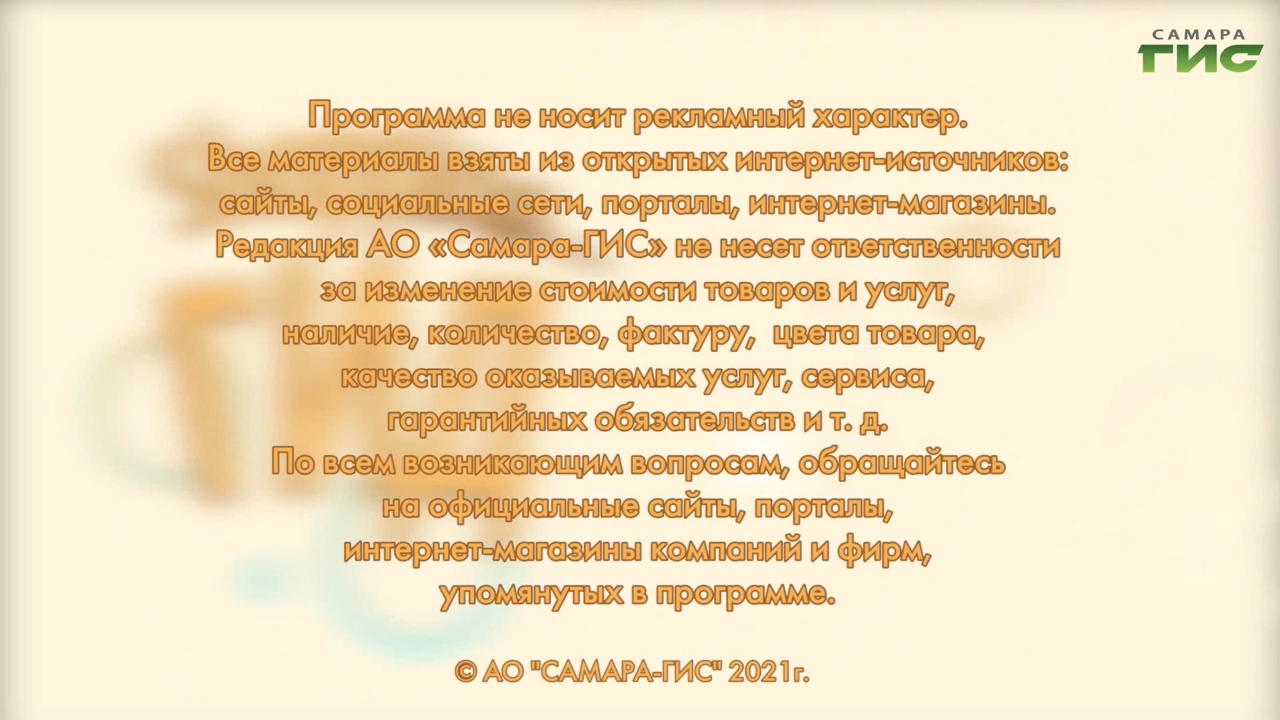 САМАРА
ГИС
Программа не носит рекламный характер.
Все материалы взяты из открытых интернет-источников:
сайты, социальные сети, порталы, интернет-магазины.
Редакция АО «Самара-ГИС» не несет ответственности
за изменение стоимости товаров и услуг,
наличие, количество, фактуру, цвета товара,
качество оказываемых услуг, сервиса,
гарантийных обязательств и т. д.
По всем возникающим вопросам, обращайтесь
на официальные сайты, порталы,
интернет-магазины компаний и фирм,
упомянутых в программе.
© АО "САМАРА-ГИС" 2021г.